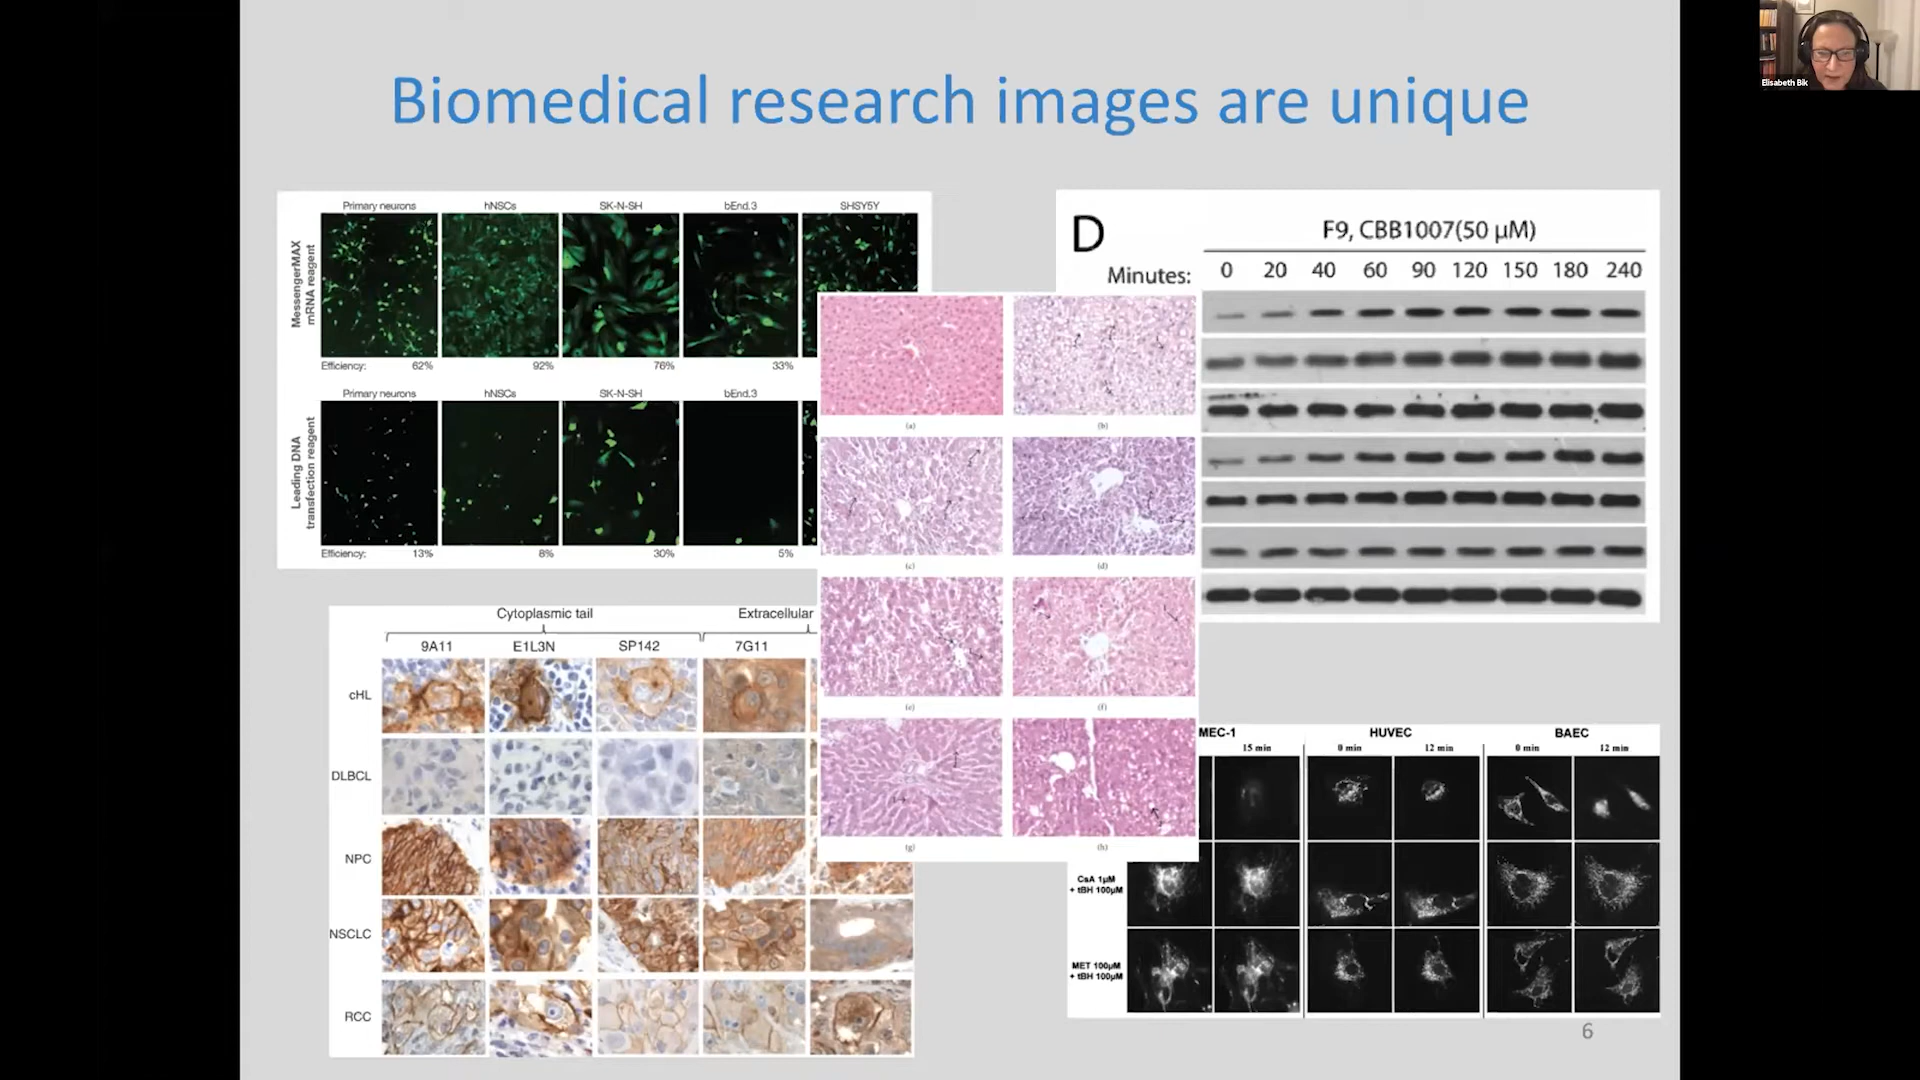 Biomedical research images are unique
Elisabeth Bik
Primary neurons hNSCs SK-N-SH bEnd.3 SHSY5Y
MessengerMAX
mRNA reagent
Efficiency: 62% 92% 76% 33%
Primary neurons hNSCs SK-N-SH bEnd.3
Leading DNA
transfection reagent
Efficiency: 13% 8% 30% 5%
D
F9, CBB1007(50 µM)
Minutes: 0 20 40 60 90 120 150 180 240
(a) (b)
(c) (d)
(e) (f)
(g) (h)
Cytoplasmic tail Extracellular
9A11 E1L3N SP142 7G11
cHL
DLBCL
NPC
NSCLC
RCC
MEC-1 HUVEC BAEC
15 min 0 min 12 min 0 min 12 min
CsA 1µM
+ tBH 100µM
MET 100µM
+ tBH 100µM
6